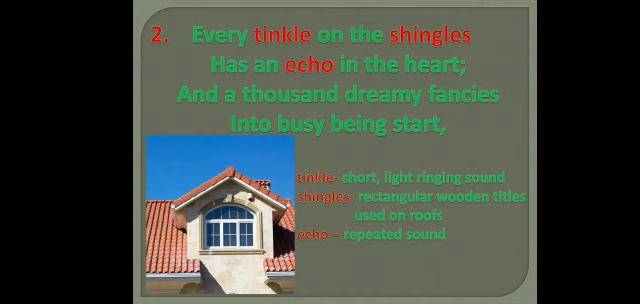 2. Every tinkle on the shingles
Has an echo in the heart;
And a thousand dreamy fancies
Into busy being start,
tinkle- short, light ringing sound
shingles- rectangular wooden titles
used on roofs
echo = repeated sound